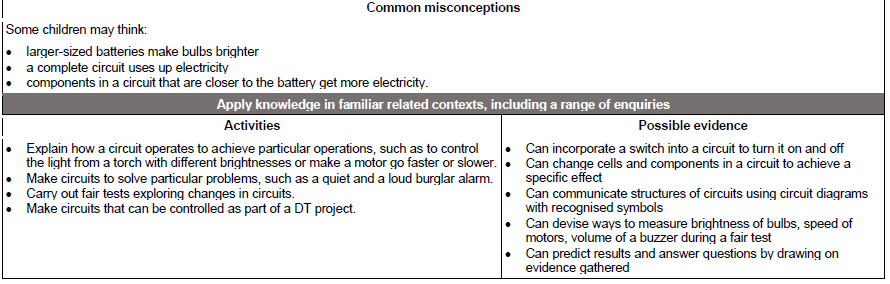 Common misconceptions
Some children may think:
• larger-sized batteries make bulbs brighter
• a complete circuit uses up electricity
• components in a circuit that are closer to the battery get more electricity.
Apply knowledge in familiar related contexts, including a range of enquiries
Activities
• Explain how a circuit operates to achieve particular operations, such as to control
the light from a torch with different brightnesses or make a motor go faster or slower.
• Make circuits to solve particular problems, such as a quiet and a loud burglar alarm.
• Carry out fair tests exploring changes in circuits.
• Make circuits that can be controlled as part of a DT project.
Possible evidence
• Can incorporate a switch into a circuit to turn it on and off
• Can change cells and components in a circuit to achieve a
specific effect
• Can communicate structures of circuits using circuit diagrams
with recognised symbols
• Can devise ways to measure brightness of bulbs, speed of
motors, volume of a buzzer during a fair test
• Can predict results and answer questions by drawing on
evidence gathered